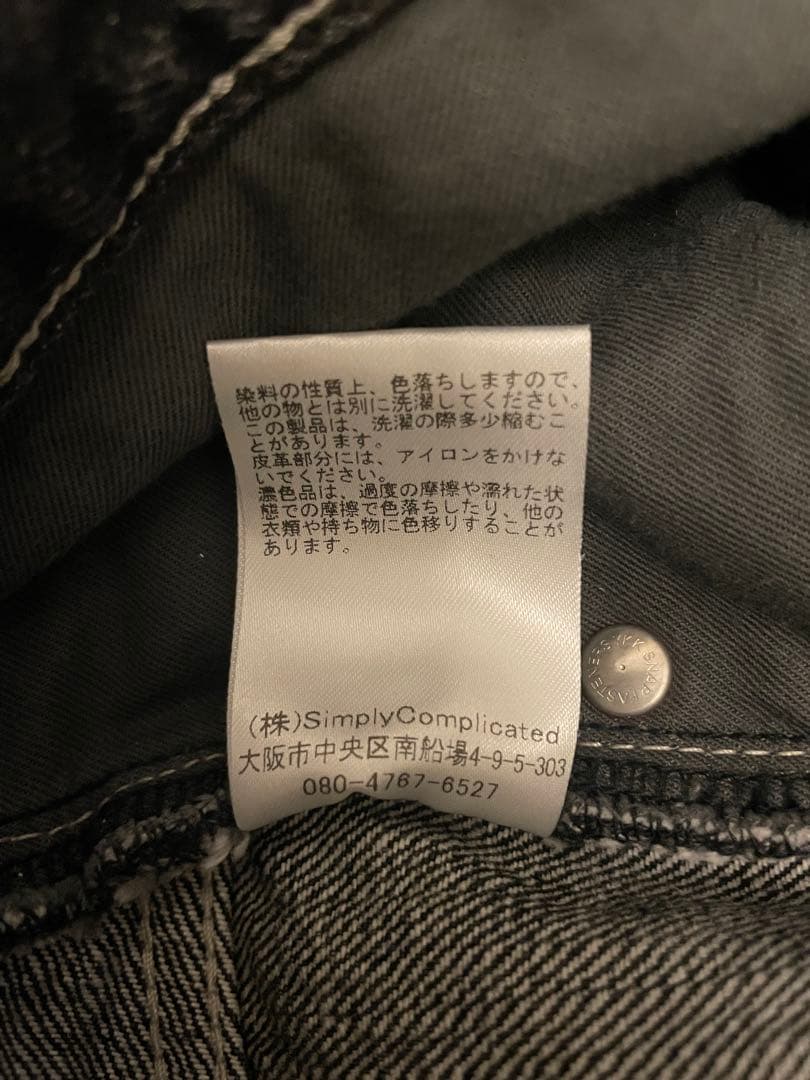 染料の性質上、色落ちしますので、
他の物とは別に洗濯してください。
この製品は、洗濯の際多少縮むこ
とがあります。
皮革部分には、アイロンをかけな
いでください。
濃色品は、過度の摩擦や濡れた状
態での摩擦で色落ちしたり、他の
衣類や持ち物に色移りすることが
あります。
(株)SimplyComplicated
大阪市中央区南船場4-9-5-303
080-4767-6527
YKK SNAP FASTENERS